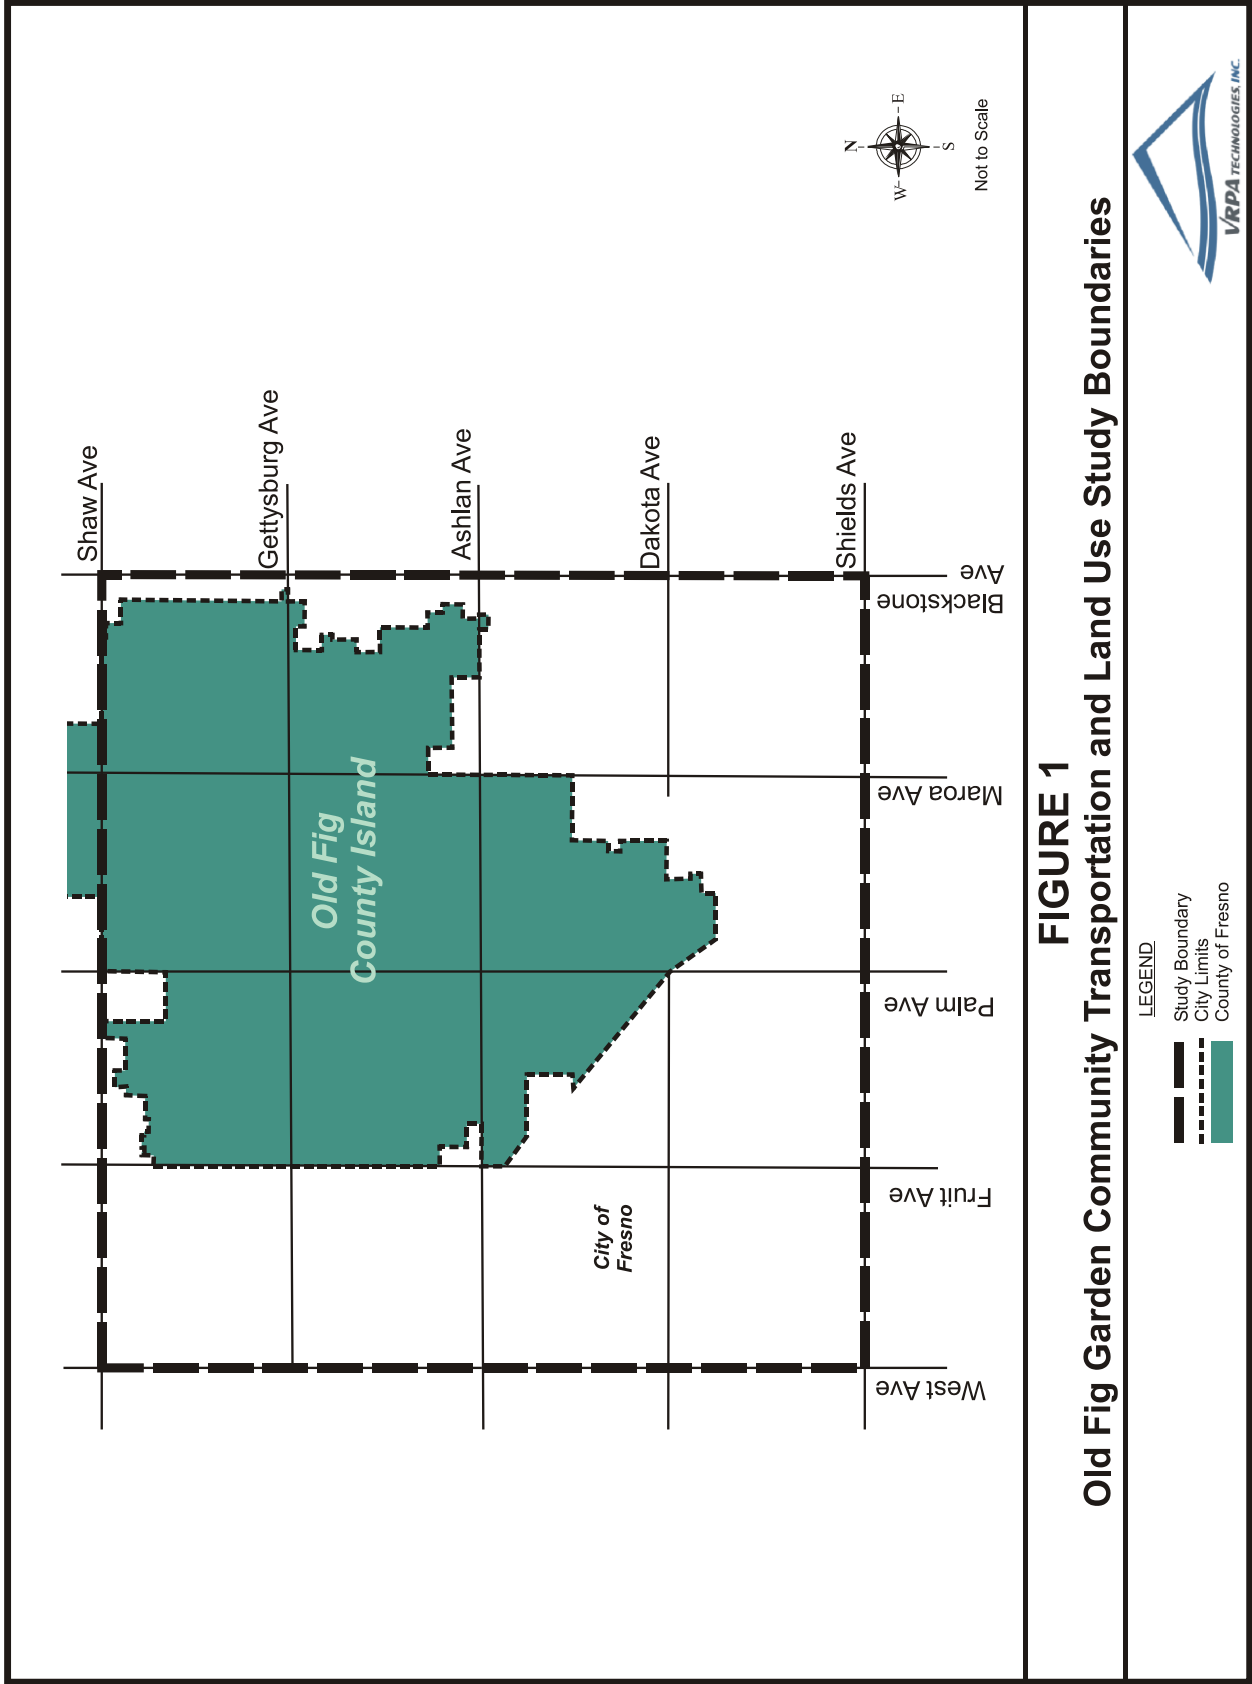 Shaw Ave
Gettysburg Ave
Ashlan Ave
Dakota Ave
Shields Ave
West Ave
Fruit Ave
Palm Ave
Maroa Ave
Blackstone
Ave
Old Fig
County Island
City of
Fresno
N
W
E
S
Not to Scale
FIGURE 1
Old Fig Garden Community Transportation and Land Use Study Boundaries
LEGEND
Study Boundary
City Limits
County of Fresno
VRPA TECHNOLOGIES, INC.